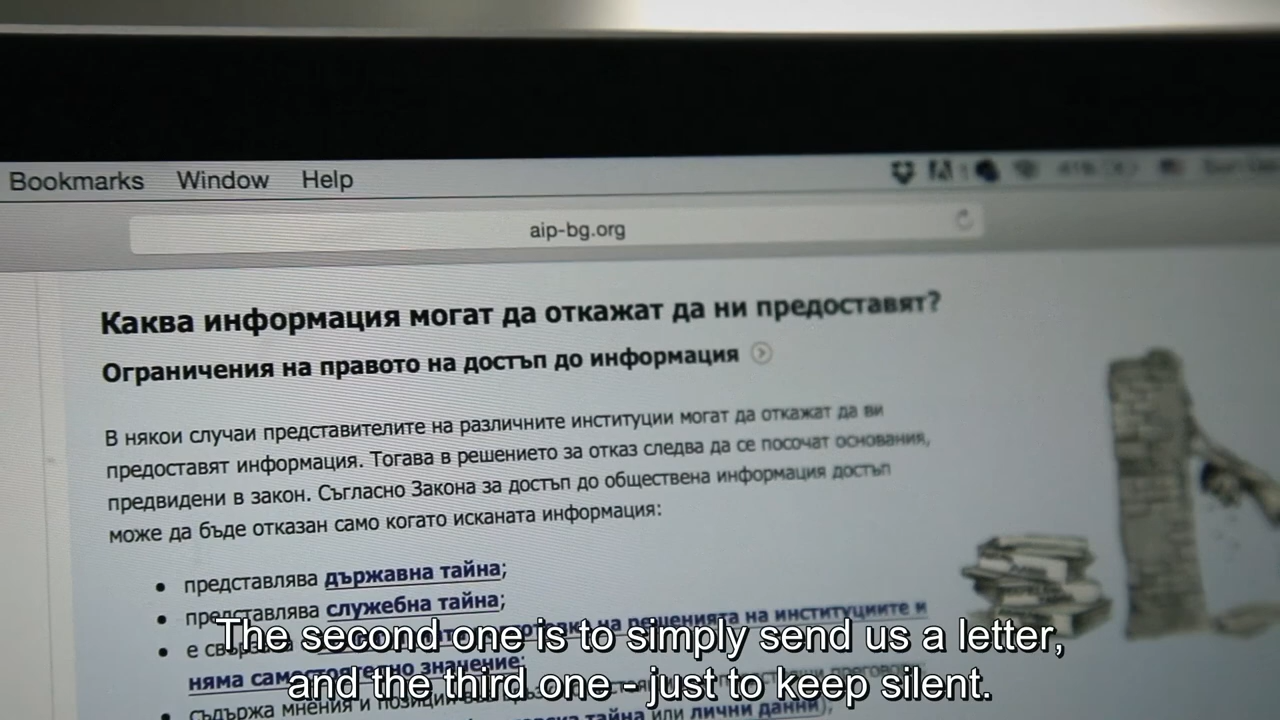 Bookmarks Window Help
aip-bg.org
Каква информация могат да откажат да ни предоставят?
Ограничения на правото на достъп до информация
В някои случаи представителите на различните институции могат да откажат да ви
предоставят информация. Тогава в решението за отказ следва да се посочат основания,
предвидени в закон. Съгласно Закона за достъп до обществена информация достъп
може да бъде отказан само когато исканата информация:
• представлява държавна тайна;
• представлява служебна тайна;
• на решенията на институциите и
няма самостоятелно значение;
• съдържа мнения и позиции
тайна или лични данни),
The second one is to simply send us a letter,
and the third one - just to keep silent.